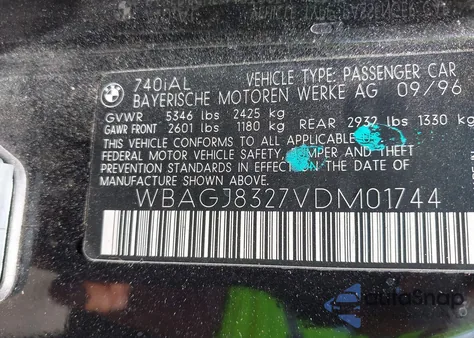 740iAL VEHICLE TYPE: PASSENGER CAR
BAYERISCHE MOTOREN WERKE AG 09/96
GVWR 5346 lbs 2425 kg
GAWR FRONT 2601 lbs 1180 kg REAR 2932 lbs 1330 kg
THIS VEHICLE CONFORMS TO ALL APPLICABLE
FEDERAL MOTOR VEHICLE SAFETY, BUMPER AND THEFT
PREVENTION STANDARDS IN EFFECT ON THE DATE OF
MANUFACTURE SHOWN ABOVE.
WBAGJ8327VDM01744
autoSnap